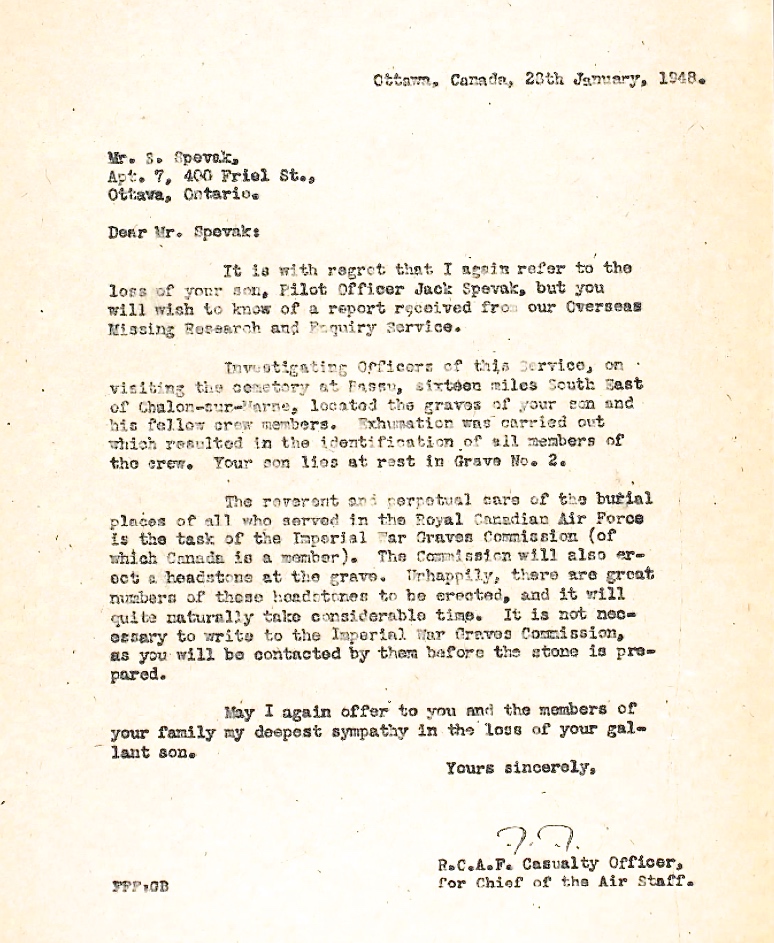 Ottawa, Canada, 28th January, 1948.
Mr. S. Spevak,
Apt. 7, 400 Friel St.,
Ottawa, Ontario.
Dear Mr. Spevak:
It is with regret that I again refer to the
loss of your son, Pilot Officer Jack Spevak, but you
will wish to know of a report received from our Overseas
Missing Research and Enquiry Service.
Investigating Officers of this Service, on
visiting the cemetery at Bassu, sixteen miles South East
of Chalon-sur-Marne, located the graves of your son and
his fellow crew members. Exhumation was carried out
which resulted in the identification of all members of
the crew. Your son lies at rest in Grave No. 2.
The reverent and perpetual care of the burial
places of all who served in the Royal Canadian Air Force
is the task of the Imperial War Graves Commission (of
which Canada is a member). The Commission will also er-
ect a headstone at the grave. Unhappily, there are great
numbers of these headstones to be erected, and it will
quite naturally take considerable time. It is not nec-
essary to write to the Imperial War Graves Commission,
as you will be contacted by them before the stone is pre-
pared.
May I again offer to you and the members of
your family my deepest sympathy in the loss of your gal-
lant son.
Yours sincerely,
R.C.A.F. Casualty Officer,
for Chief of the Air Staff.